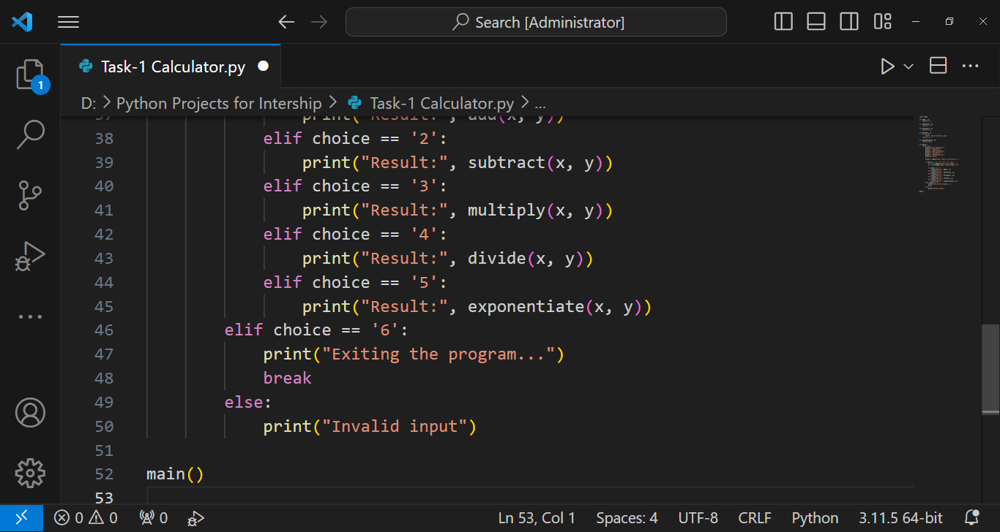 Search [Administrator]
Task-1 Calculator.py
1
D: > Python Projects for Intership > Task-1 Calculator.py > ...
37 print("Result:", add(x, y))
38 elif choice == '2':
39 print("Result:", subtract(x, y))
40 elif choice == '3':
41 print("Result:", multiply(x, y))
42 elif choice == '4':
43 print("Result:", divide(x, y))
44 elif choice == '5':
45 print("Result:", exponentiate(x, y))
46 elif choice == '6':
47 print("Exiting the program...")
48 break
49 else:
50 print("Invalid input")
51
52 main()
53
0 0 0 Ln 53, Col 1 Spaces: 4 UTF-8 CRLF Python 3.11.5 64-bit